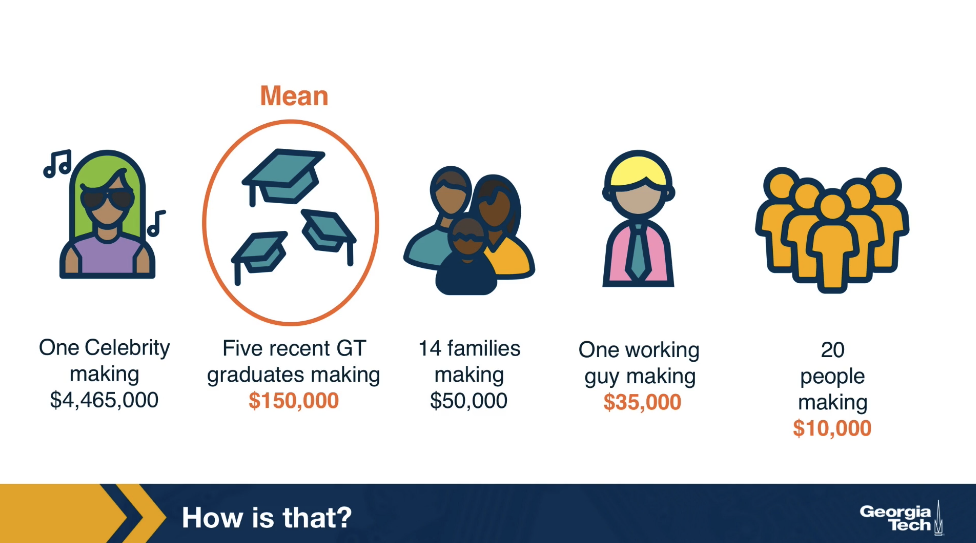 Mean
One Celebrity
making
$4,465,000
Five recent GT
graduates making
$150,000
14 families
making
$50,000
One working
guy making
$35,000
20
people
making
$10,000
How is that?
Georgia
Tech